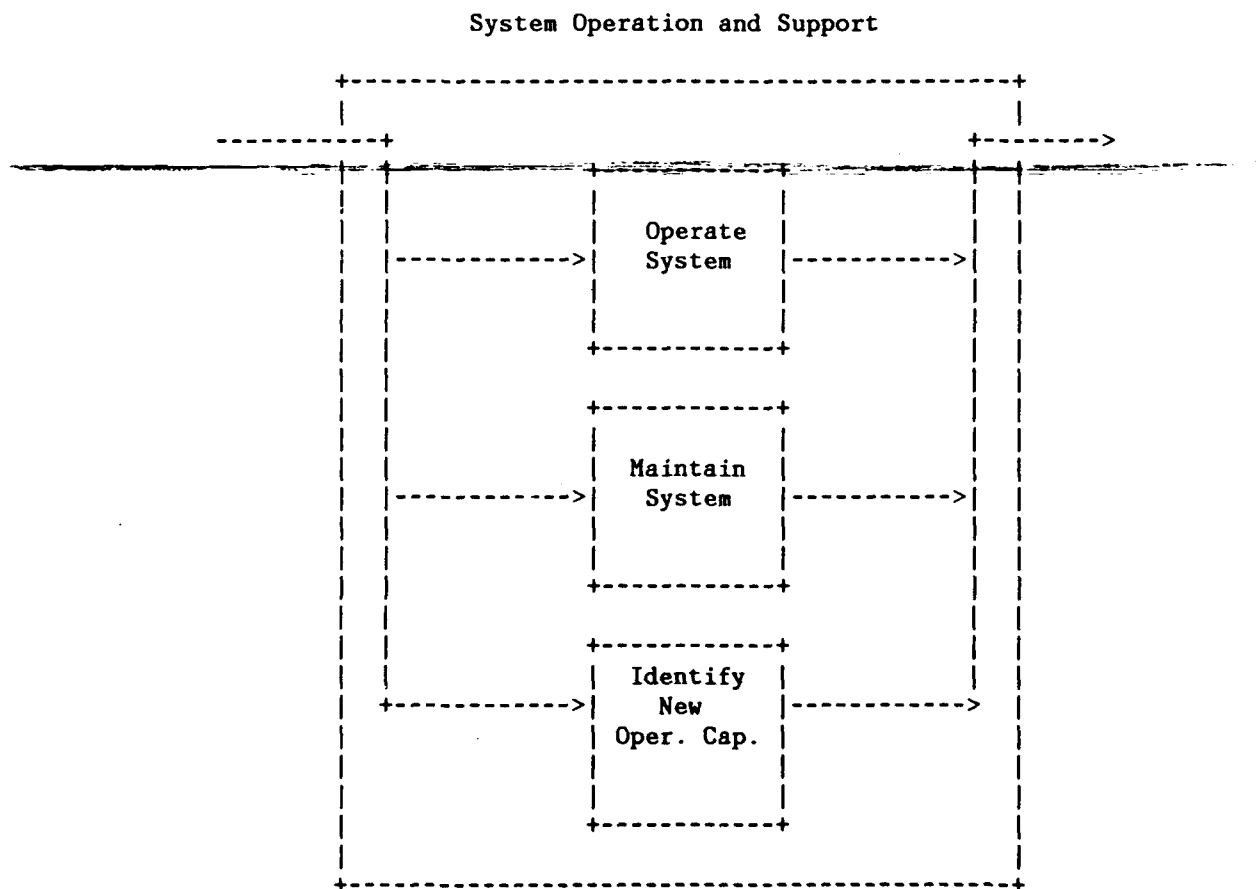 System Operation and Support
Operate
System
Maintain
System
Identify
New
Oper. Cap.